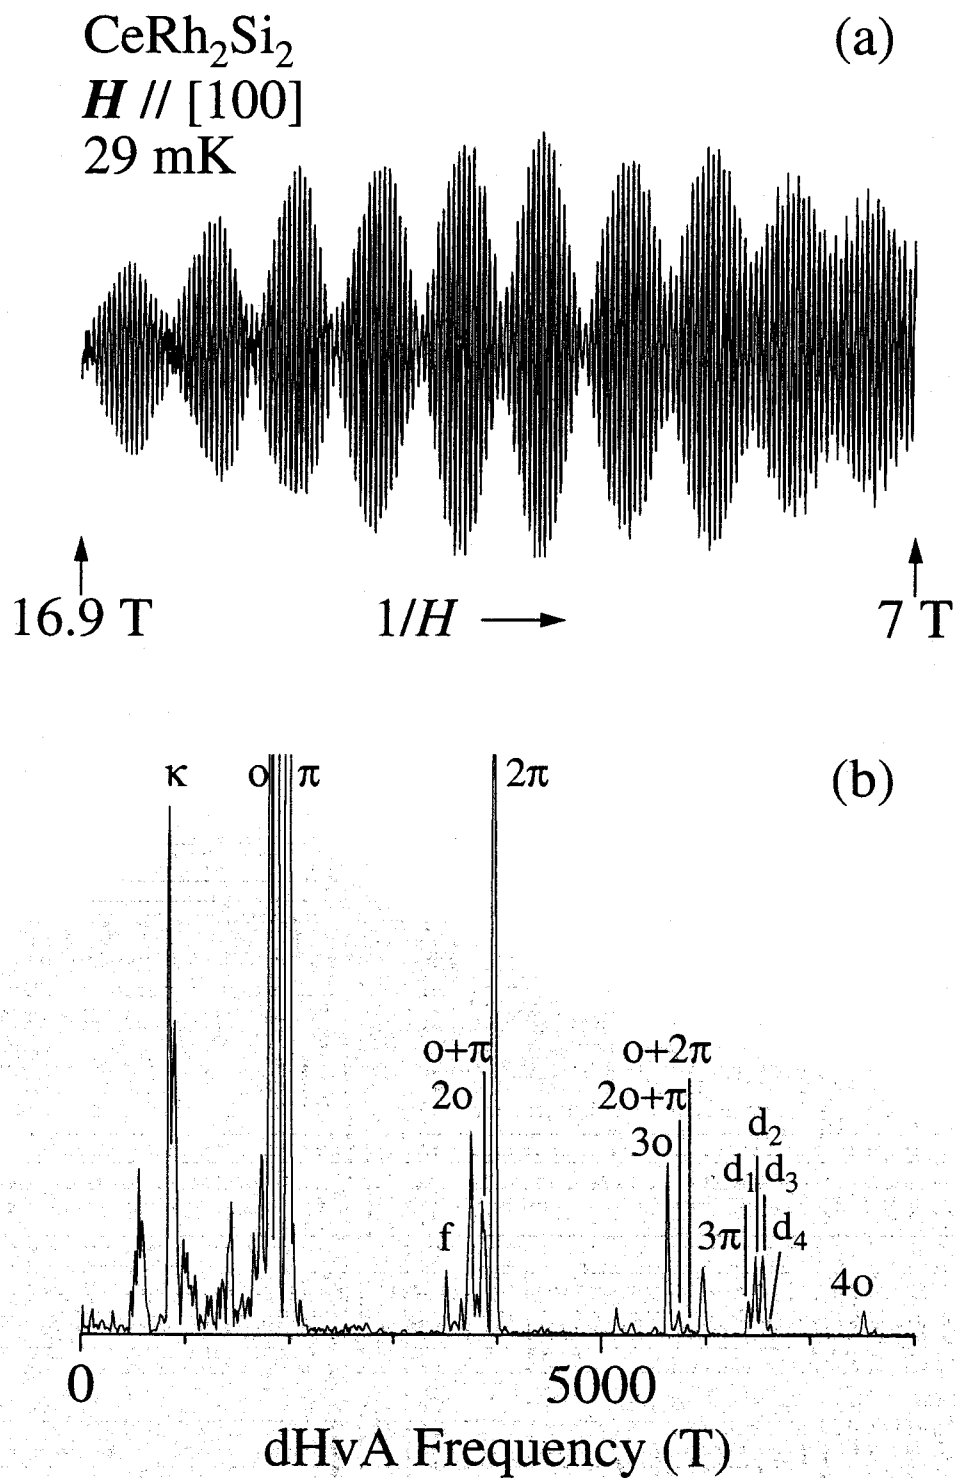 CeRh₂Si₂
(a)
H // [100]
29 mK
16.9 T
1/H
7 T
κ
o
π
2π
(b)
o+π
o+2π
2o
2o+π
3o
d₂
d₁
d₃
f
3π
d₄
4o
0
5000
dHvA Frequency (T)